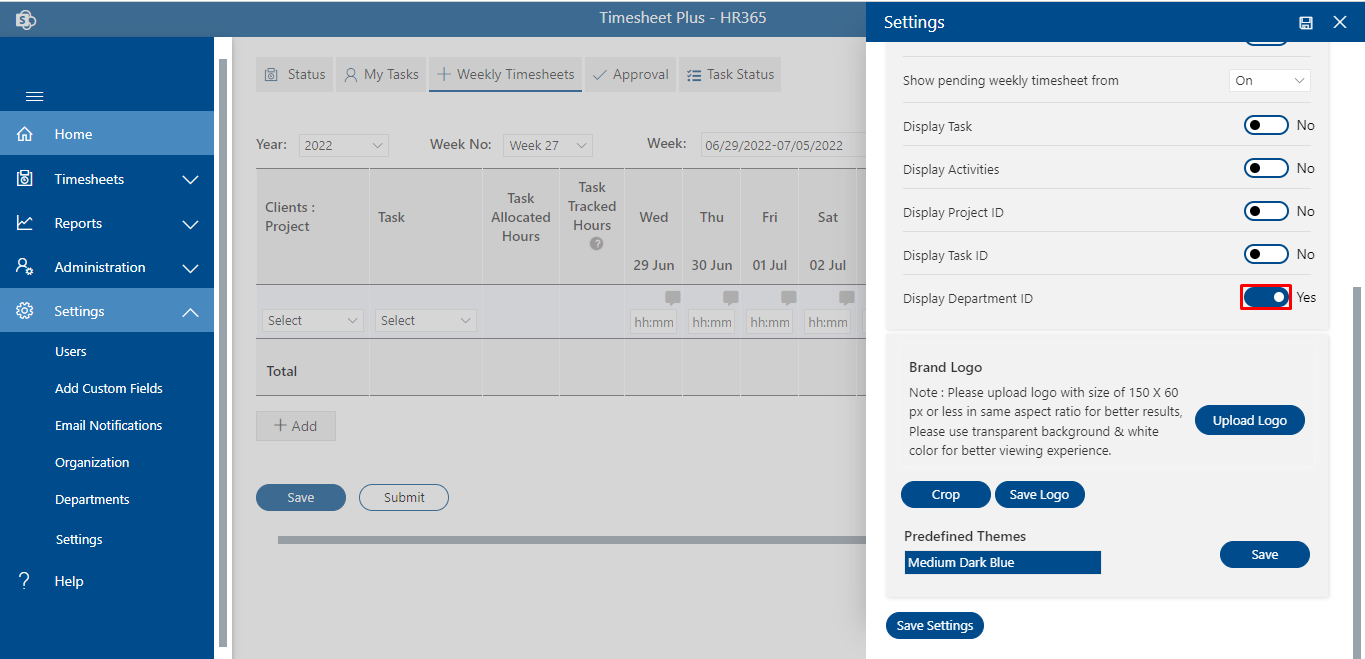 Timesheet Plus - HR365
Settings
Home
Timesheets
Reports
Administration
Settings
Users
Add Custom Fields
Email Notifications
Organization
Departments
Settings
? Help
Status
My Tasks
Weekly Timesheets
Approval
Task Status
Year: 2022
Week No: Week 27
Week: 06/29/2022-07/05/2022
Clients :
Project
Task
Task
Allocated
Hours
Task
Tracked
Hours
?
Wed
29 Jun
Thu
30 Jun
Fri
01 Jul
Sat
02 Jul
Select
Select
hh:mm
hh:mm
hh:mm
hh:mm
Total
+ Add
Save
Submit
Show pending weekly timesheet from On
Display Task No
Display Activities No
Display Project ID No
Display Task ID No
Display Department ID Yes
Brand Logo
Note : Please upload logo with size of 150 X 60
px or less in same aspect ratio for better results,
Please use transparent background & white
color for better viewing experience.
Upload Logo
Crop
Save Logo
Predefined Themes
Medium Dark Blue
Save
Save Settings